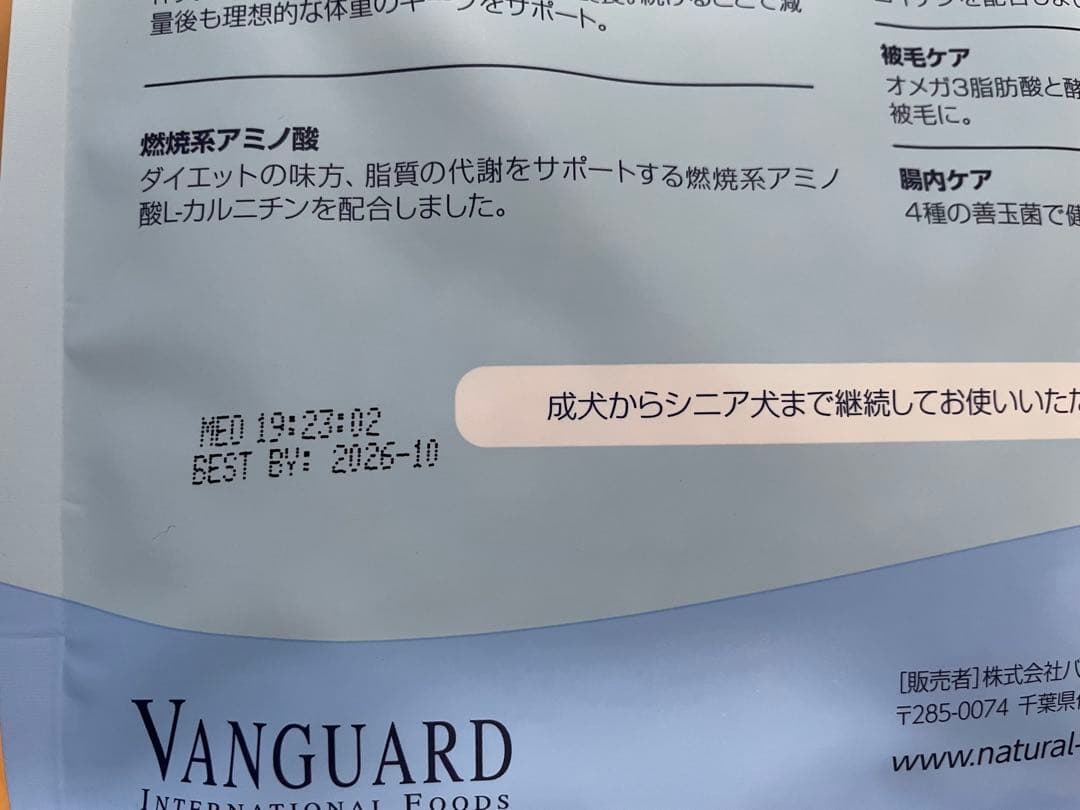 量後も理想的な体重のキープをサポート。
燃焼系アミノ酸
ダイエットの味方、脂質の代謝をサポートする燃焼系アミノ
酸L-カルニチンを配合しました。
被毛ケア
オメガ3脂肪酸と酵
被毛に。
腸内ケア
4種の善玉菌で健
成犬からシニア犬まで継続してお使いいただ
MED 19:23:02
BEST BY: 2026-10
VANGUARD
INTERNATIONAL FOODS
[販売者]株式会社バ
〒285-0074 千葉県佐
www.natural-